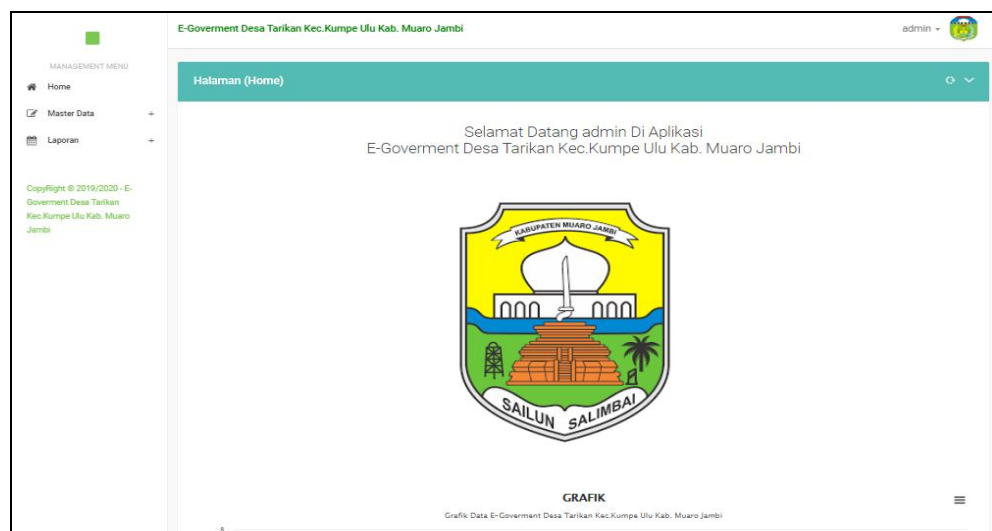 E-Goverment Desa Tarikan Kec.Kumpe Ulu Kab. Muaro Jambi
admin
MANAGEMENT MENU
Home
Master Data
Laporan
CopyRight © 2019/2020 - E-
Goverment Desa Tarikan
Kec.Kumpe Ulu Kab. Muaro
Jambi
Halaman (Home)
Selamat Datang admin Di Aplikasi
E-Goverment Desa Tarikan Kec.Kumpe Ulu Kab. Muaro Jambi
KABUPATEN MUARO JAMBI
SAILUN SALIMBAI
GRAFIK
Grafik Data E-Goverment Desa Tarikan Kec.Kumpe Ulu Kab. Muaro Jambi